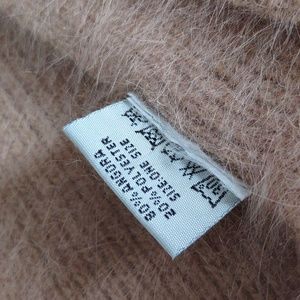 80% ANGORA
20% POLYESTER
SIZE:ONE SIZE